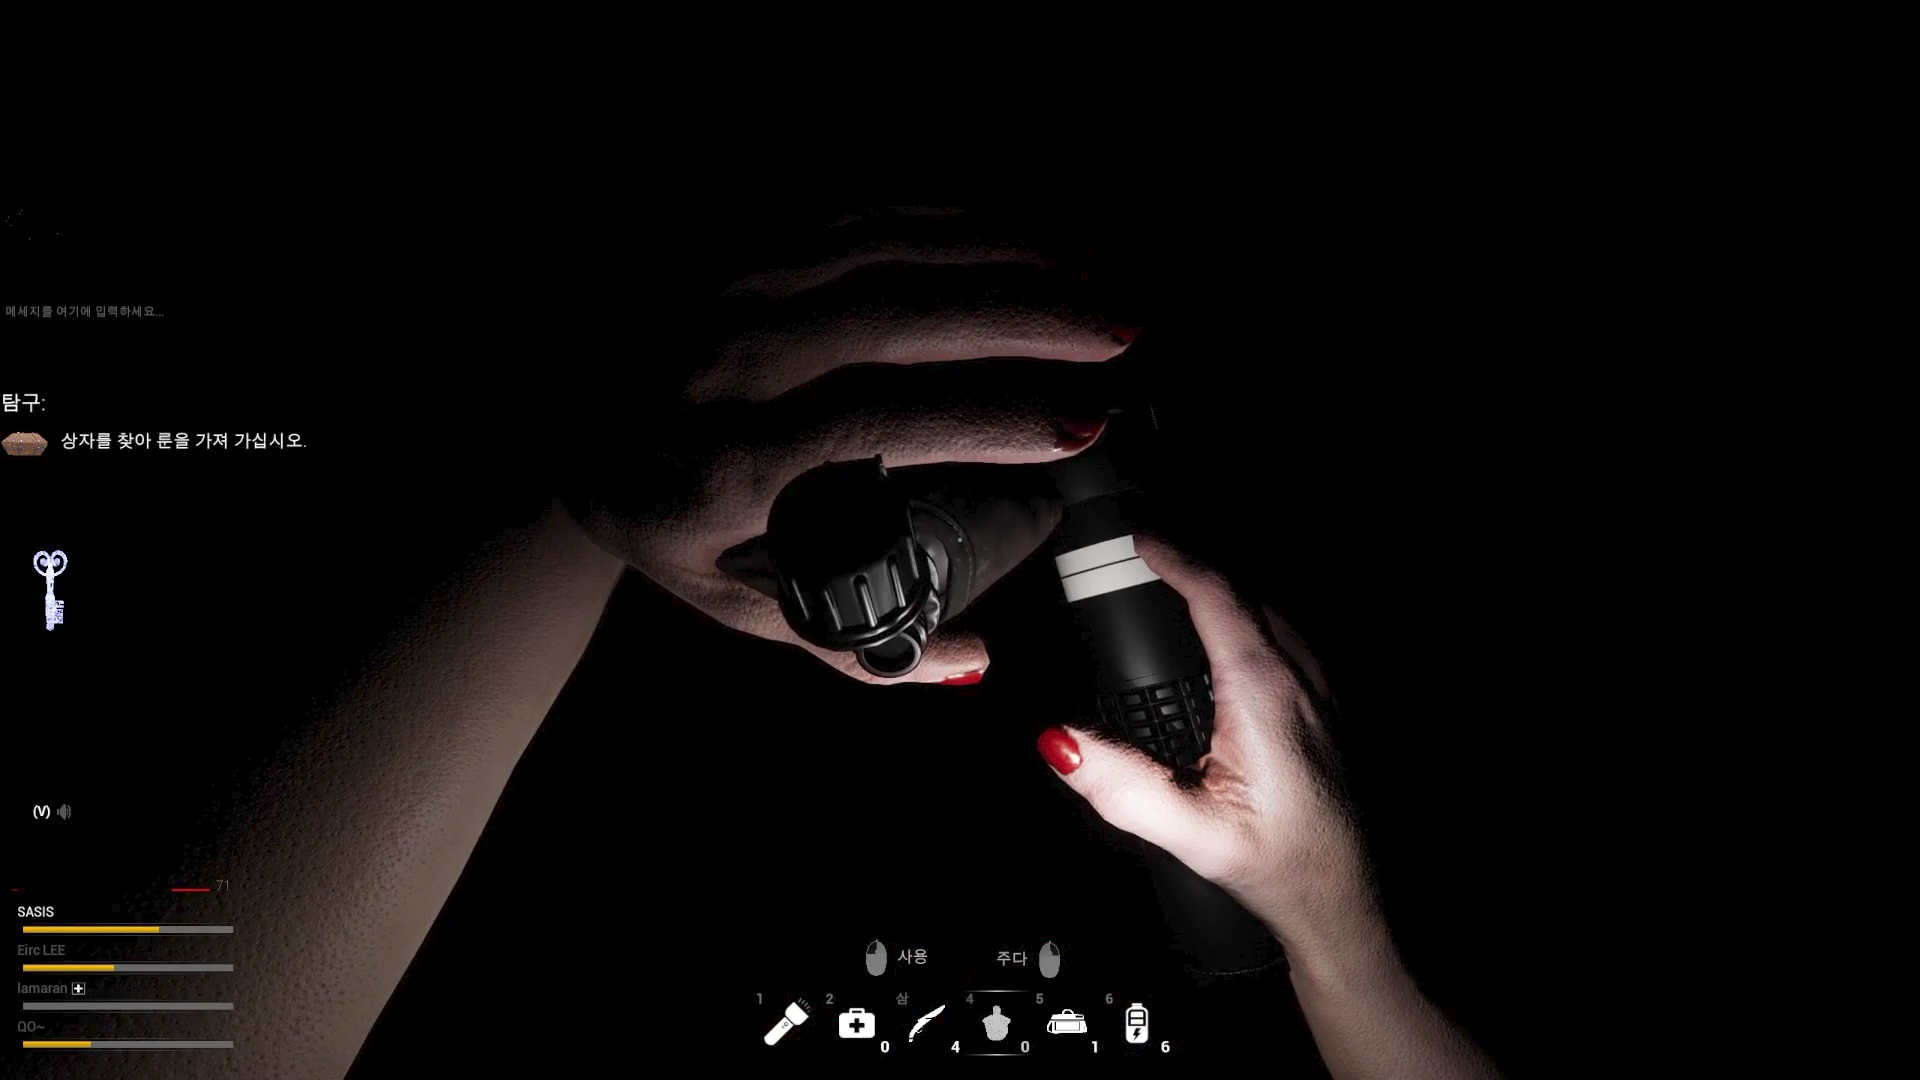 메세지를 여기에 입력하세요...
탐구:
상자를 찾아 룬을 가져 가십시오.
(V)
71
SASIS
Eirc LEE
lamaran
QO~
사용 주다
1 2 삼 4 5 6
0 4 0 1 6